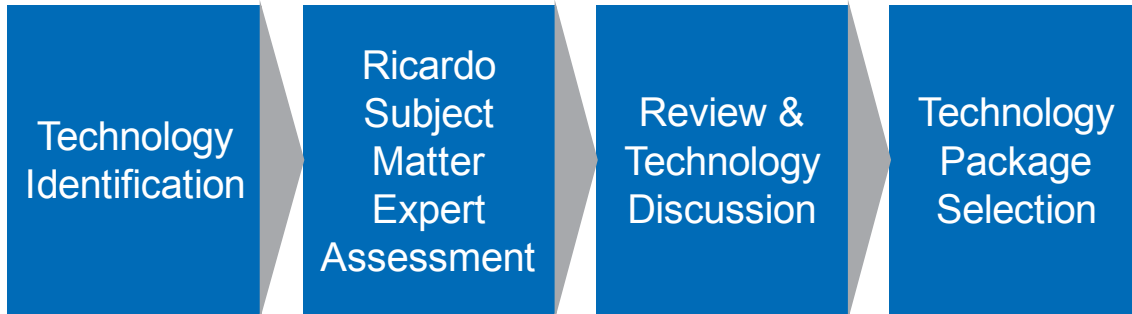 Technology
Identification
Ricardo
Subject
Matter
Expert
Assessment
Review &
Technology
Discussion
Technology
Package
Selection